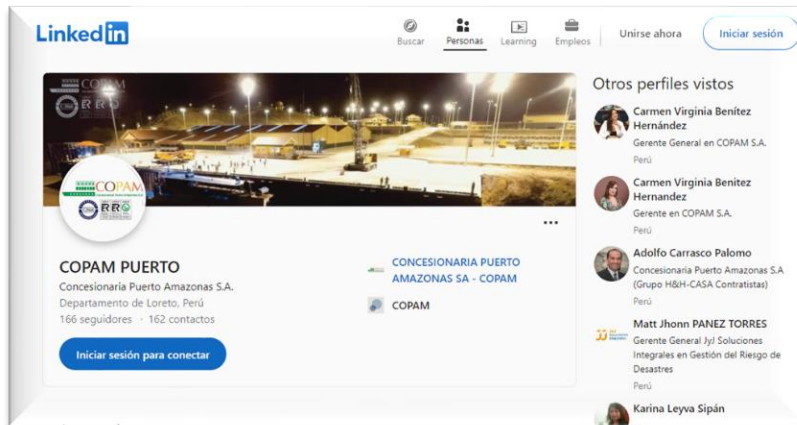 Linked in
Buscar
Personas
Learning
Empleos
Unirse ahora
Iniciar sesión
COPAM
COPAM
RRO
COPAM PUERTO
Concesionaria Puerto Amazonas S.A.
Departamento de Loreto, Perú
166 seguidores · 162 contactos
Iniciar sesión para conectar
CONCESIONARIA PUERTO
AMAZONAS SA - COPAM
COPAM
Otros perfiles vistos
Carmen Virginia Benítez
Hernández
Gerente General en COPAM S.A.
Perú
Carmen Virginia Benitez
Hernandez
Gerente en COPAM S.A.
Perú
Adolfo Carrasco Palomo
Concesionaria Puerto Amazonas S.A
(Grupo H&H-CASA Contratistas)
Perú
Matt Jhonn PANEZ TORRES
Gerente General JyJ Soluciones
Integrales en Gestión del Riesgo de
Desastres
Perú
Karina Leyva Sipán